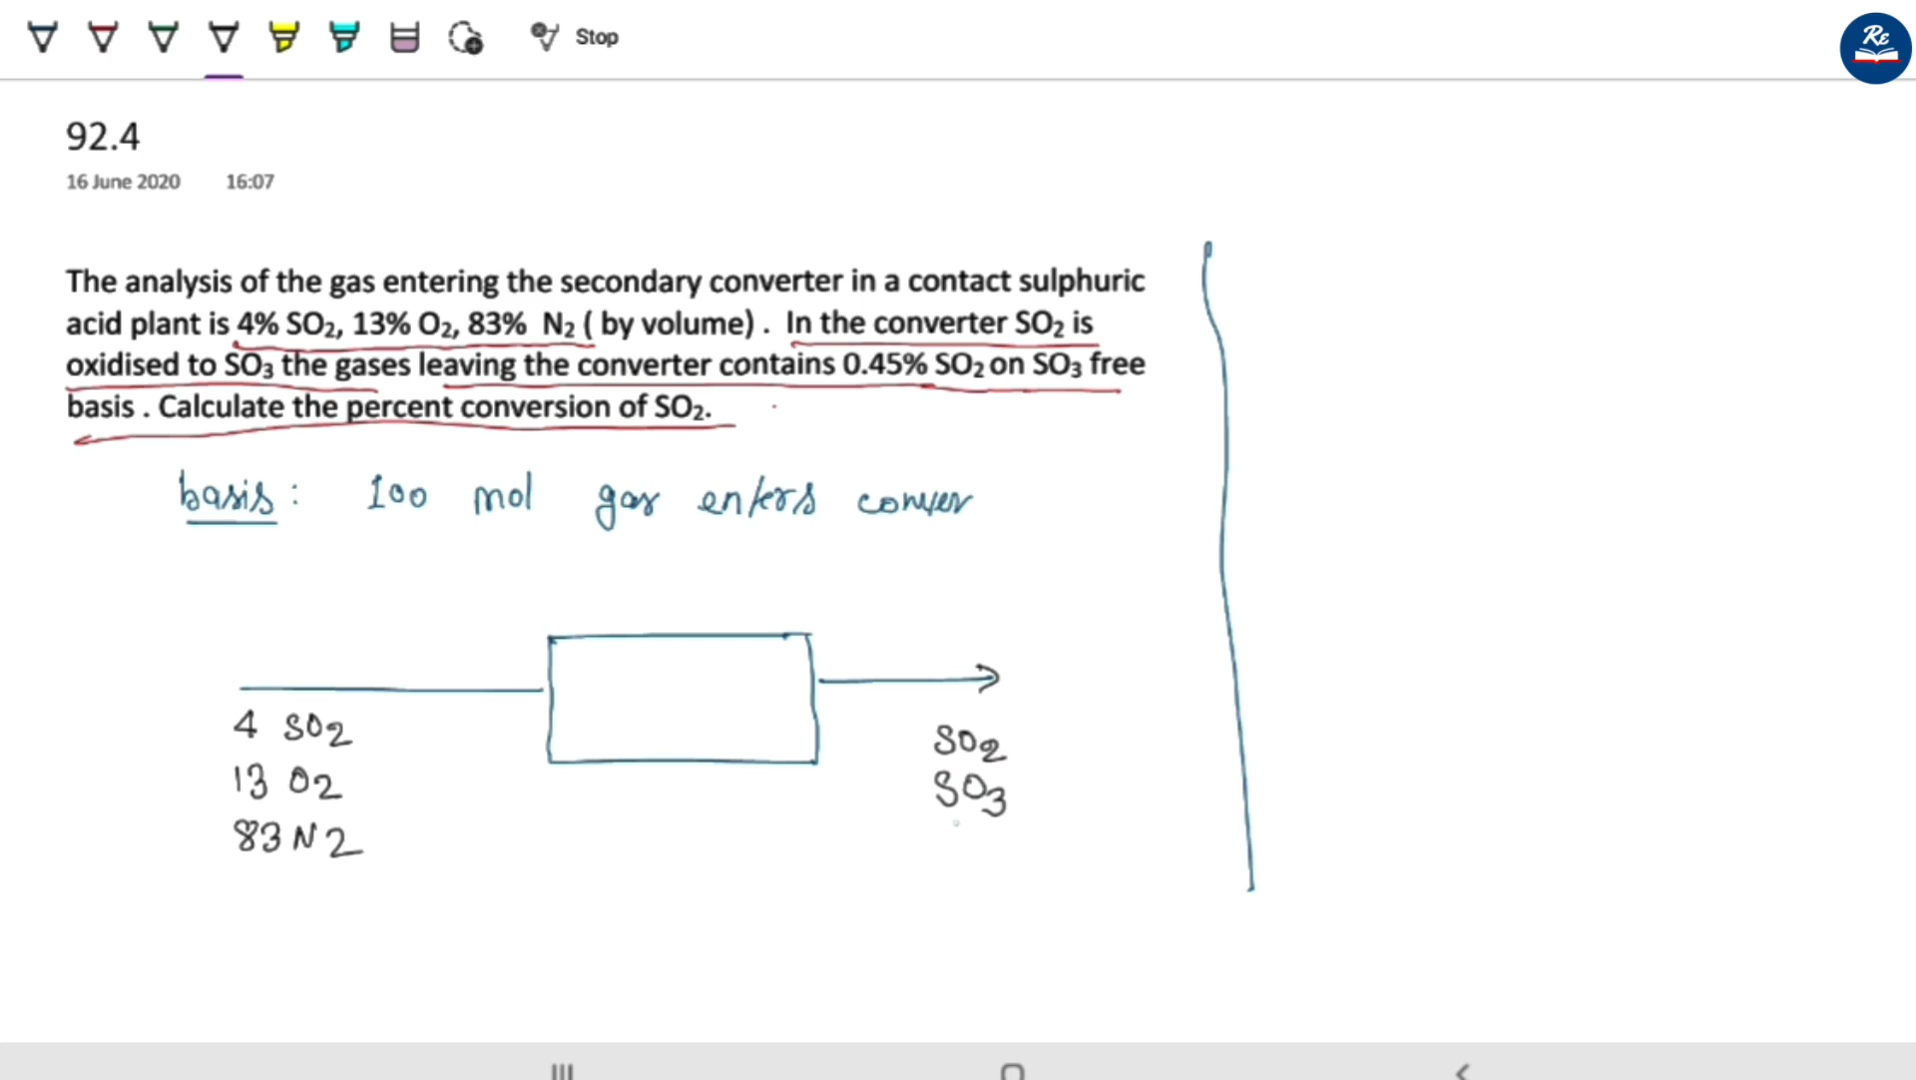 Stop
Re
92.4
16 June 2020 16:07
The analysis of the gas entering the secondary converter in a contact sulphuric
acid plant is 4% SO₂, 13% O₂, 83% N₂ ( by volume) . In the converter SO₂ is
oxidised to SO₃ the gases leaving the converter contains 0.45% SO₂ on SO₃ free
basis . Calculate the percent conversion of SO₂.
basis : 100 mol gas enters conver
4 SO2
13 O2
83 N2
SO2
SO3